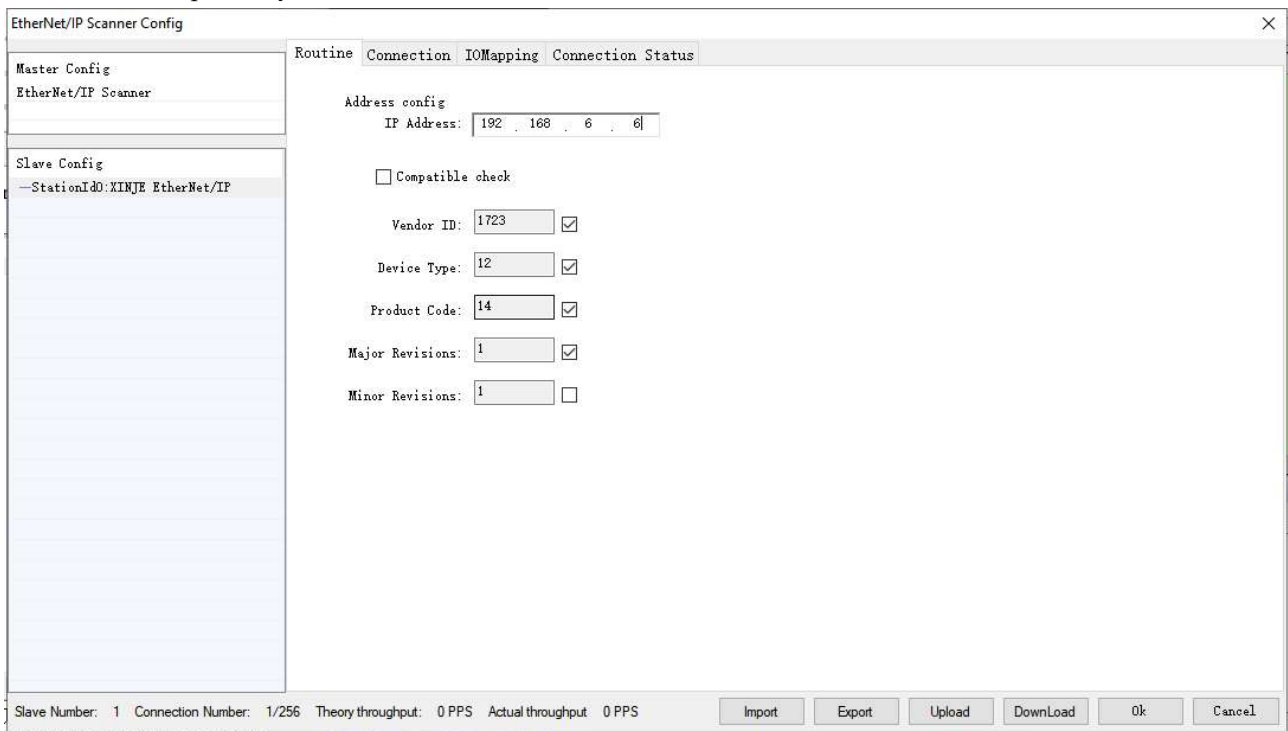 EtherNet/IP Scanner Config
Master Config
EtherNet/IP Scanner
Slave Config
StationId0:XINJE EtherNet/IP
Routine Connection IOMapping Connection Status
Address config
IP Address: 192 . 168 . 6 . 6
Compatible check
Vendor ID: 1723
Device Type: 12
Product Code: 14
Major Revisions: 1
Minor Revisions: 1
Slave Number: 1 Connection Number: 1/256 Theory throughput: 0 PPS Actual throughput 0 PPS Import Export Upload DownLoad Ok Cancel